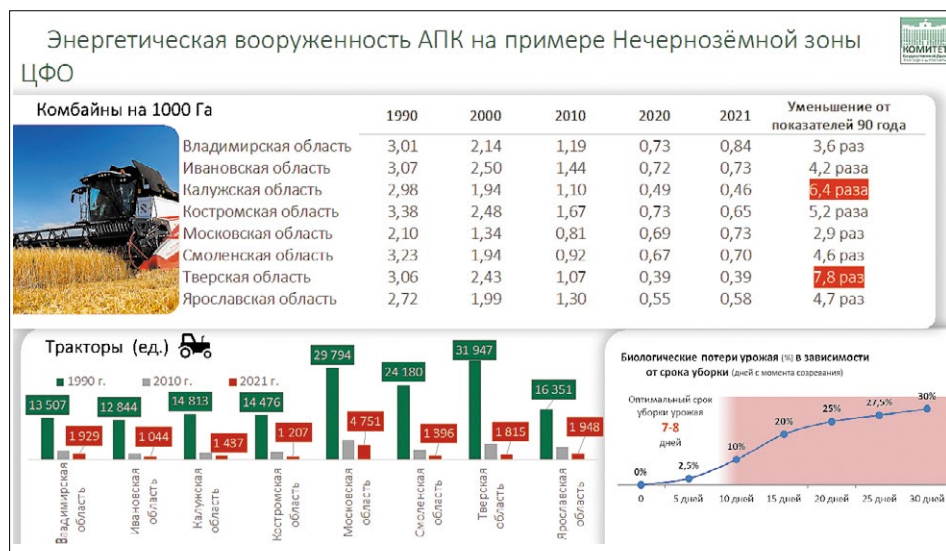 Энергетическая вооруженность АПК на примере Нечернозёмной зоны
ЦФО
КОМИТЕТ
Комбайны на 1000 Га
1990 2000 2010 2020 2021 Уменьшение от
показателей 90 года
Владимирская область 3,01 2,14 1,19 0,73 0,84 3,6 раз
Ивановская область 3,07 2,50 1,44 0,72 0,73 4,2 раза
Калужская область 2,98 1,94 1,10 0,49 0,46 6,4 раза
Костромская область 3,38 2,48 1,67 0,73 0,65 5,2 раза
Московская область 2,10 1,34 0,81 0,69 0,73 2,9 раз
Смоленская область 3,23 1,94 0,92 0,67 0,70 4,6 раз
Тверская область 3,06 2,43 1,07 0,39 0,39 7,8 раз
Ярославская область 2,72 1,99 1,30 0,55 0,58 4,7 раз
Тракторы (ед.)
1990 г. 2010 г. 2021 г.
13 507 1 929
12 844 1 044
14 813 1 437
14 476 1 207
29 794 4 751
24 180 1 396
31 947 1 815
16 351 1 948
Владимирская
область
Ивановская
область
Калужская
область
Костромская
область
Московская
область
Смоленская
область
Тверская
область
Ярославская
область
Биологические потери урожая (%) в зависимости
от срока уборки (дней с момента созревания)
Оптимальный срок
уборки урожая
7-8
дней
0% 2,5% 10% 20% 25% 27,5% 30%
0 5 дней 10 дней 15 дней 20 дней 25 дней 30 дней